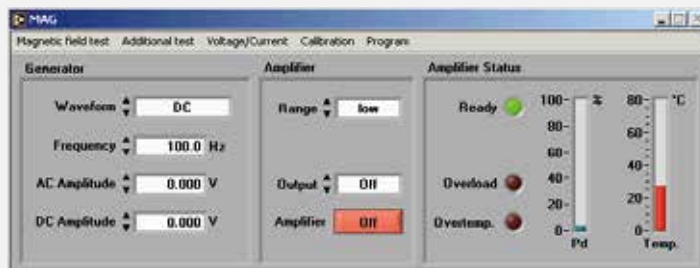 MAG
Magnetic field test Additional test Voltage/Current Calibration Program
Generator
Waveform DC
Frequency 100.0 Hz
AC Amplitude 0.000 V
DC Amplitude 0.000 V
Amplifier
Range low
Output Off
Amplifier Off
Amplifier Status
Ready
Overload
Overtemp.
100- %
80-
60-
40-
20-
0-
Pd
80- °C
60-
40-
20-
0-
Temp.